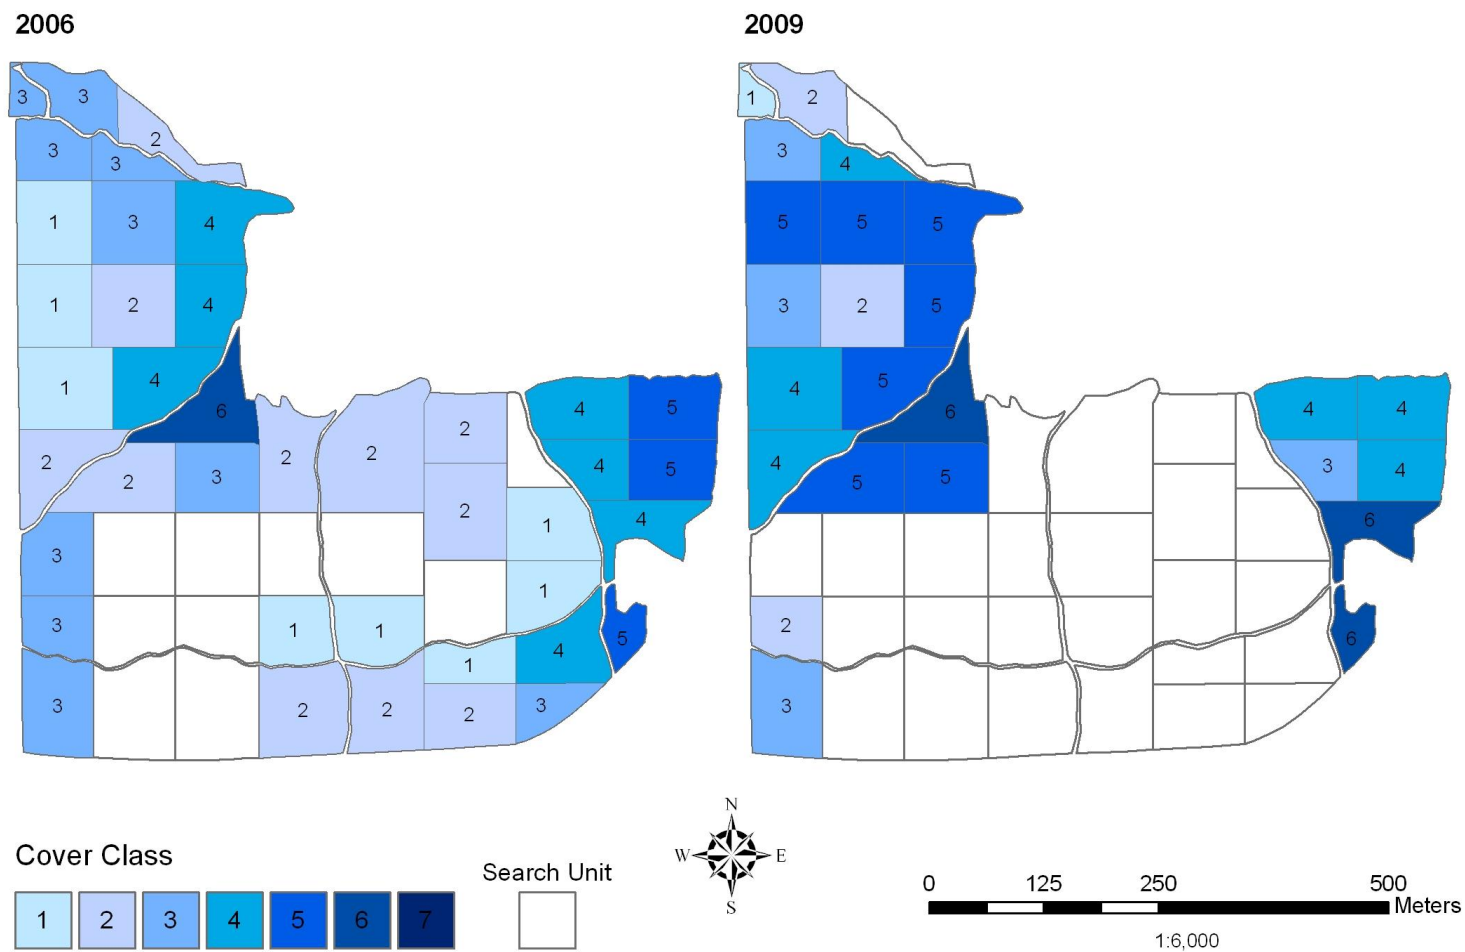 2006 2009
3 3 1 2
2
3 3 3 4
1 3 4 5 5 5
1 2 4 3 2 5
1 4 4 5
6 6
4 5 4 4
2 2 2 3 2 2 4 5 5
4 5 3 4
2 1 4 6
3
1
3 1 1 1 4 5 2 6
3 2 2 2 3 3
N
W E
S
Cover Class
1 2 3 4 5 6 7
Search Unit
0 125 250 500
Meters
1:6,000